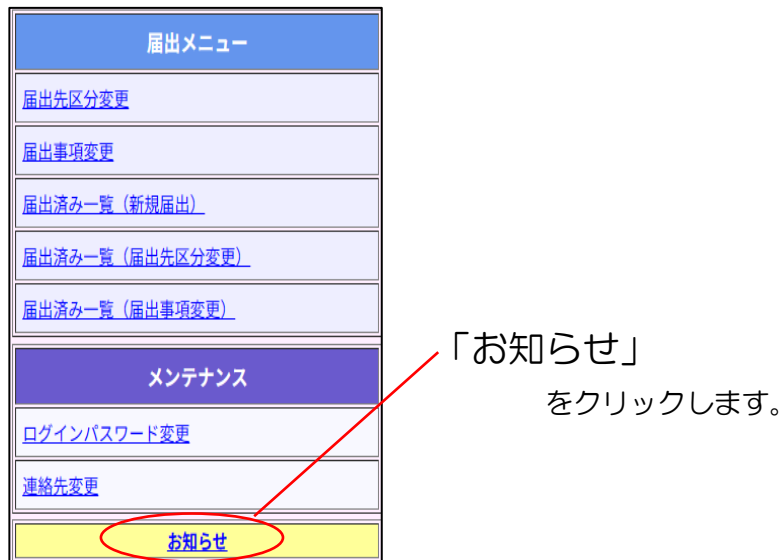 届出メニュー
届出先区分変更
届出事項変更
届出済み一覧（新規届出）
届出済み一覧（届出先区分変更）
届出済み一覧（届出事項変更）
メンテナンス
ログインパスワード変更
連絡先変更
お知らせ
「お知らせ」
をクリックします。